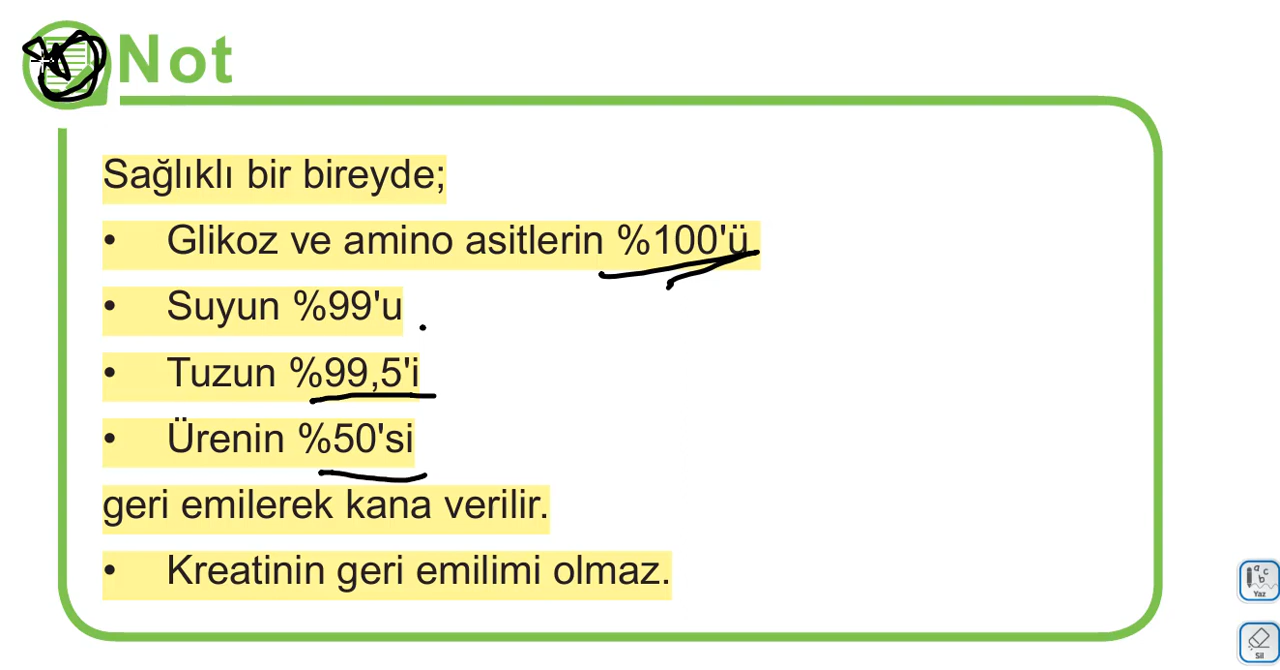 Not
Sağlıklı bir bireyde;
• Glikoz ve amino asitlerin %100'ü
• Suyun %99'u
• Tuzun %99,5'i
• Ürenin %50'si
geri emilerek kana verilir.
• Kreatinin geri emilimi olmaz.
a b c
Yaz
Sil